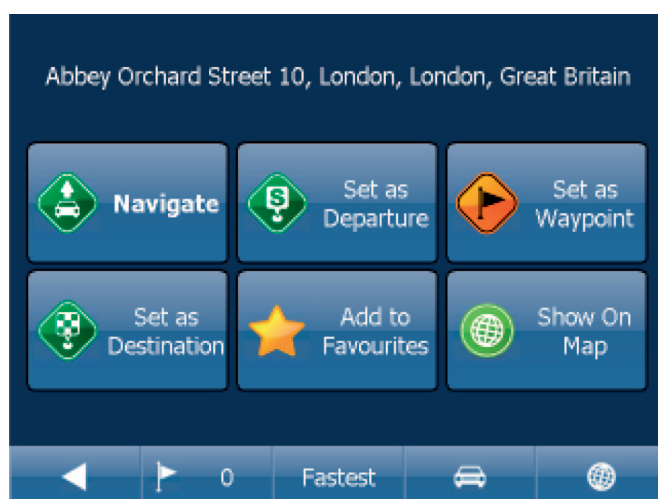 Abbey Orchard Street 10, London, London, Great Britain
Navigate
Set as
Departure
Set as
Waypoint
Set as
Destination
Add to
Favourites
Show On
Map
0
Fastest